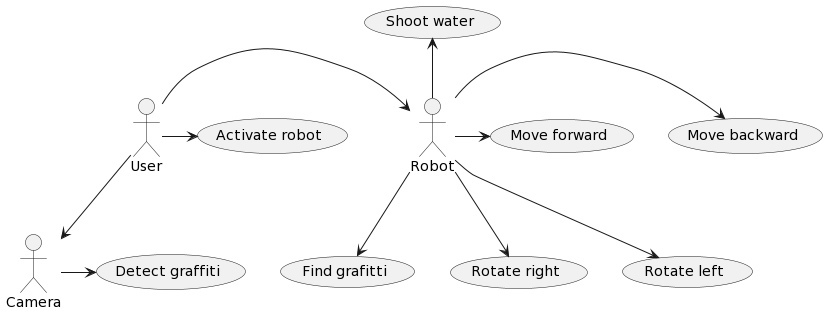 Shoot water
Activate robot
Move forward
Move backward
User
Robot
Detect graffiti
Find grafitti
Rotate right
Rotate left
Camera